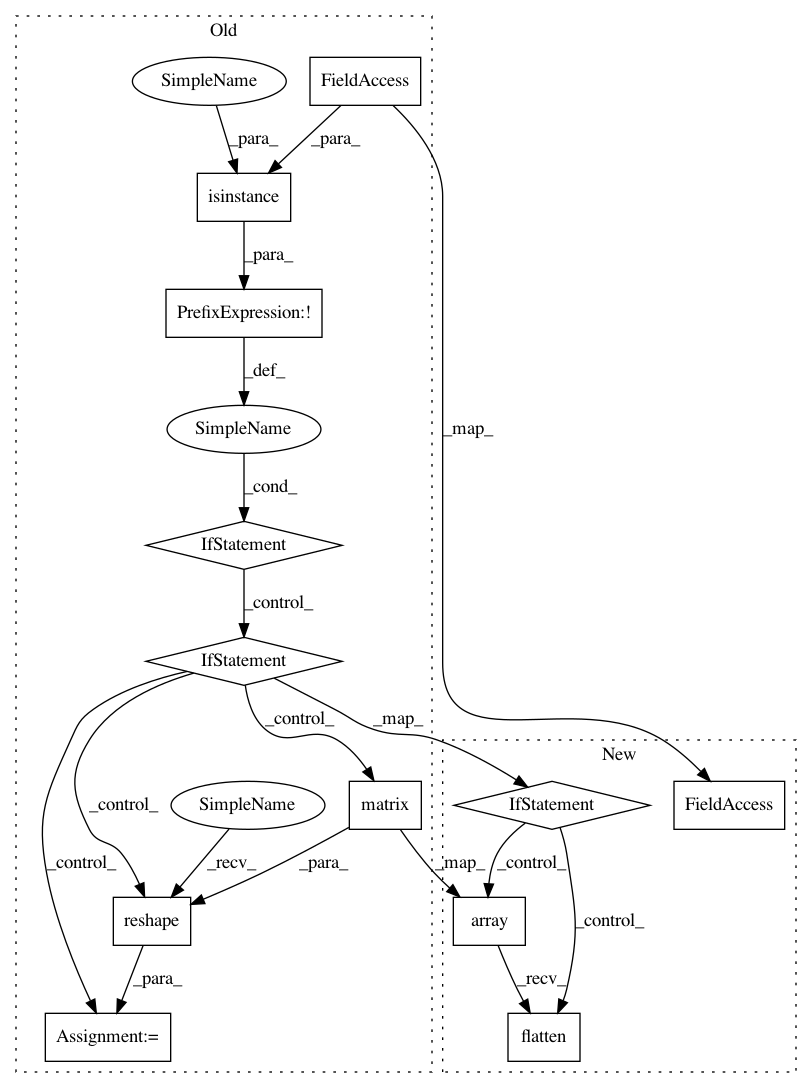 Old
SimpleName
FieldAccess
_para_
_para_
isinstance
_para_
PrefixExpression:!
_def_
SimpleName
_map_
_cond_
IfStatement
_control_
IfStatement
_control_
_map_
New
_control_
SimpleName
matrix
IfStatement
FieldAccess
_control_
_recv_
_para_
_map_
_control_
_control_
reshape
array
_para_
_recv_
Assignment:=
flatten